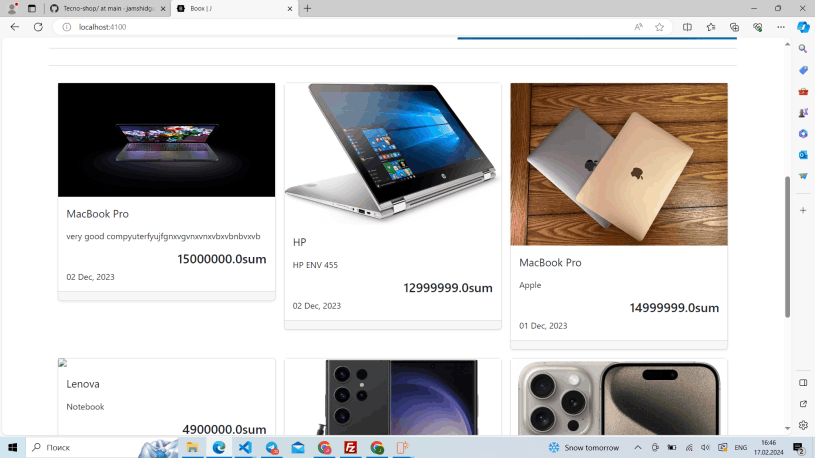 Tecno-shop/ at main · jamshidg
Boox | J
localhost:4100
MacBook Pro
very good compyuterfyujfgnxvgvnxvnxvbxvbnbvxvb
15000000.0sum
02 Dec, 2023
HP
HP ENV 455
12999999.0sum
02 Dec, 2023
MacBook Pro
Apple
14999999.0sum
01 Dec, 2023
Lenova
Notebook
4900000.0sum
Поиск
Snow tomorrow
ENG
16:46
17.02.2024
2